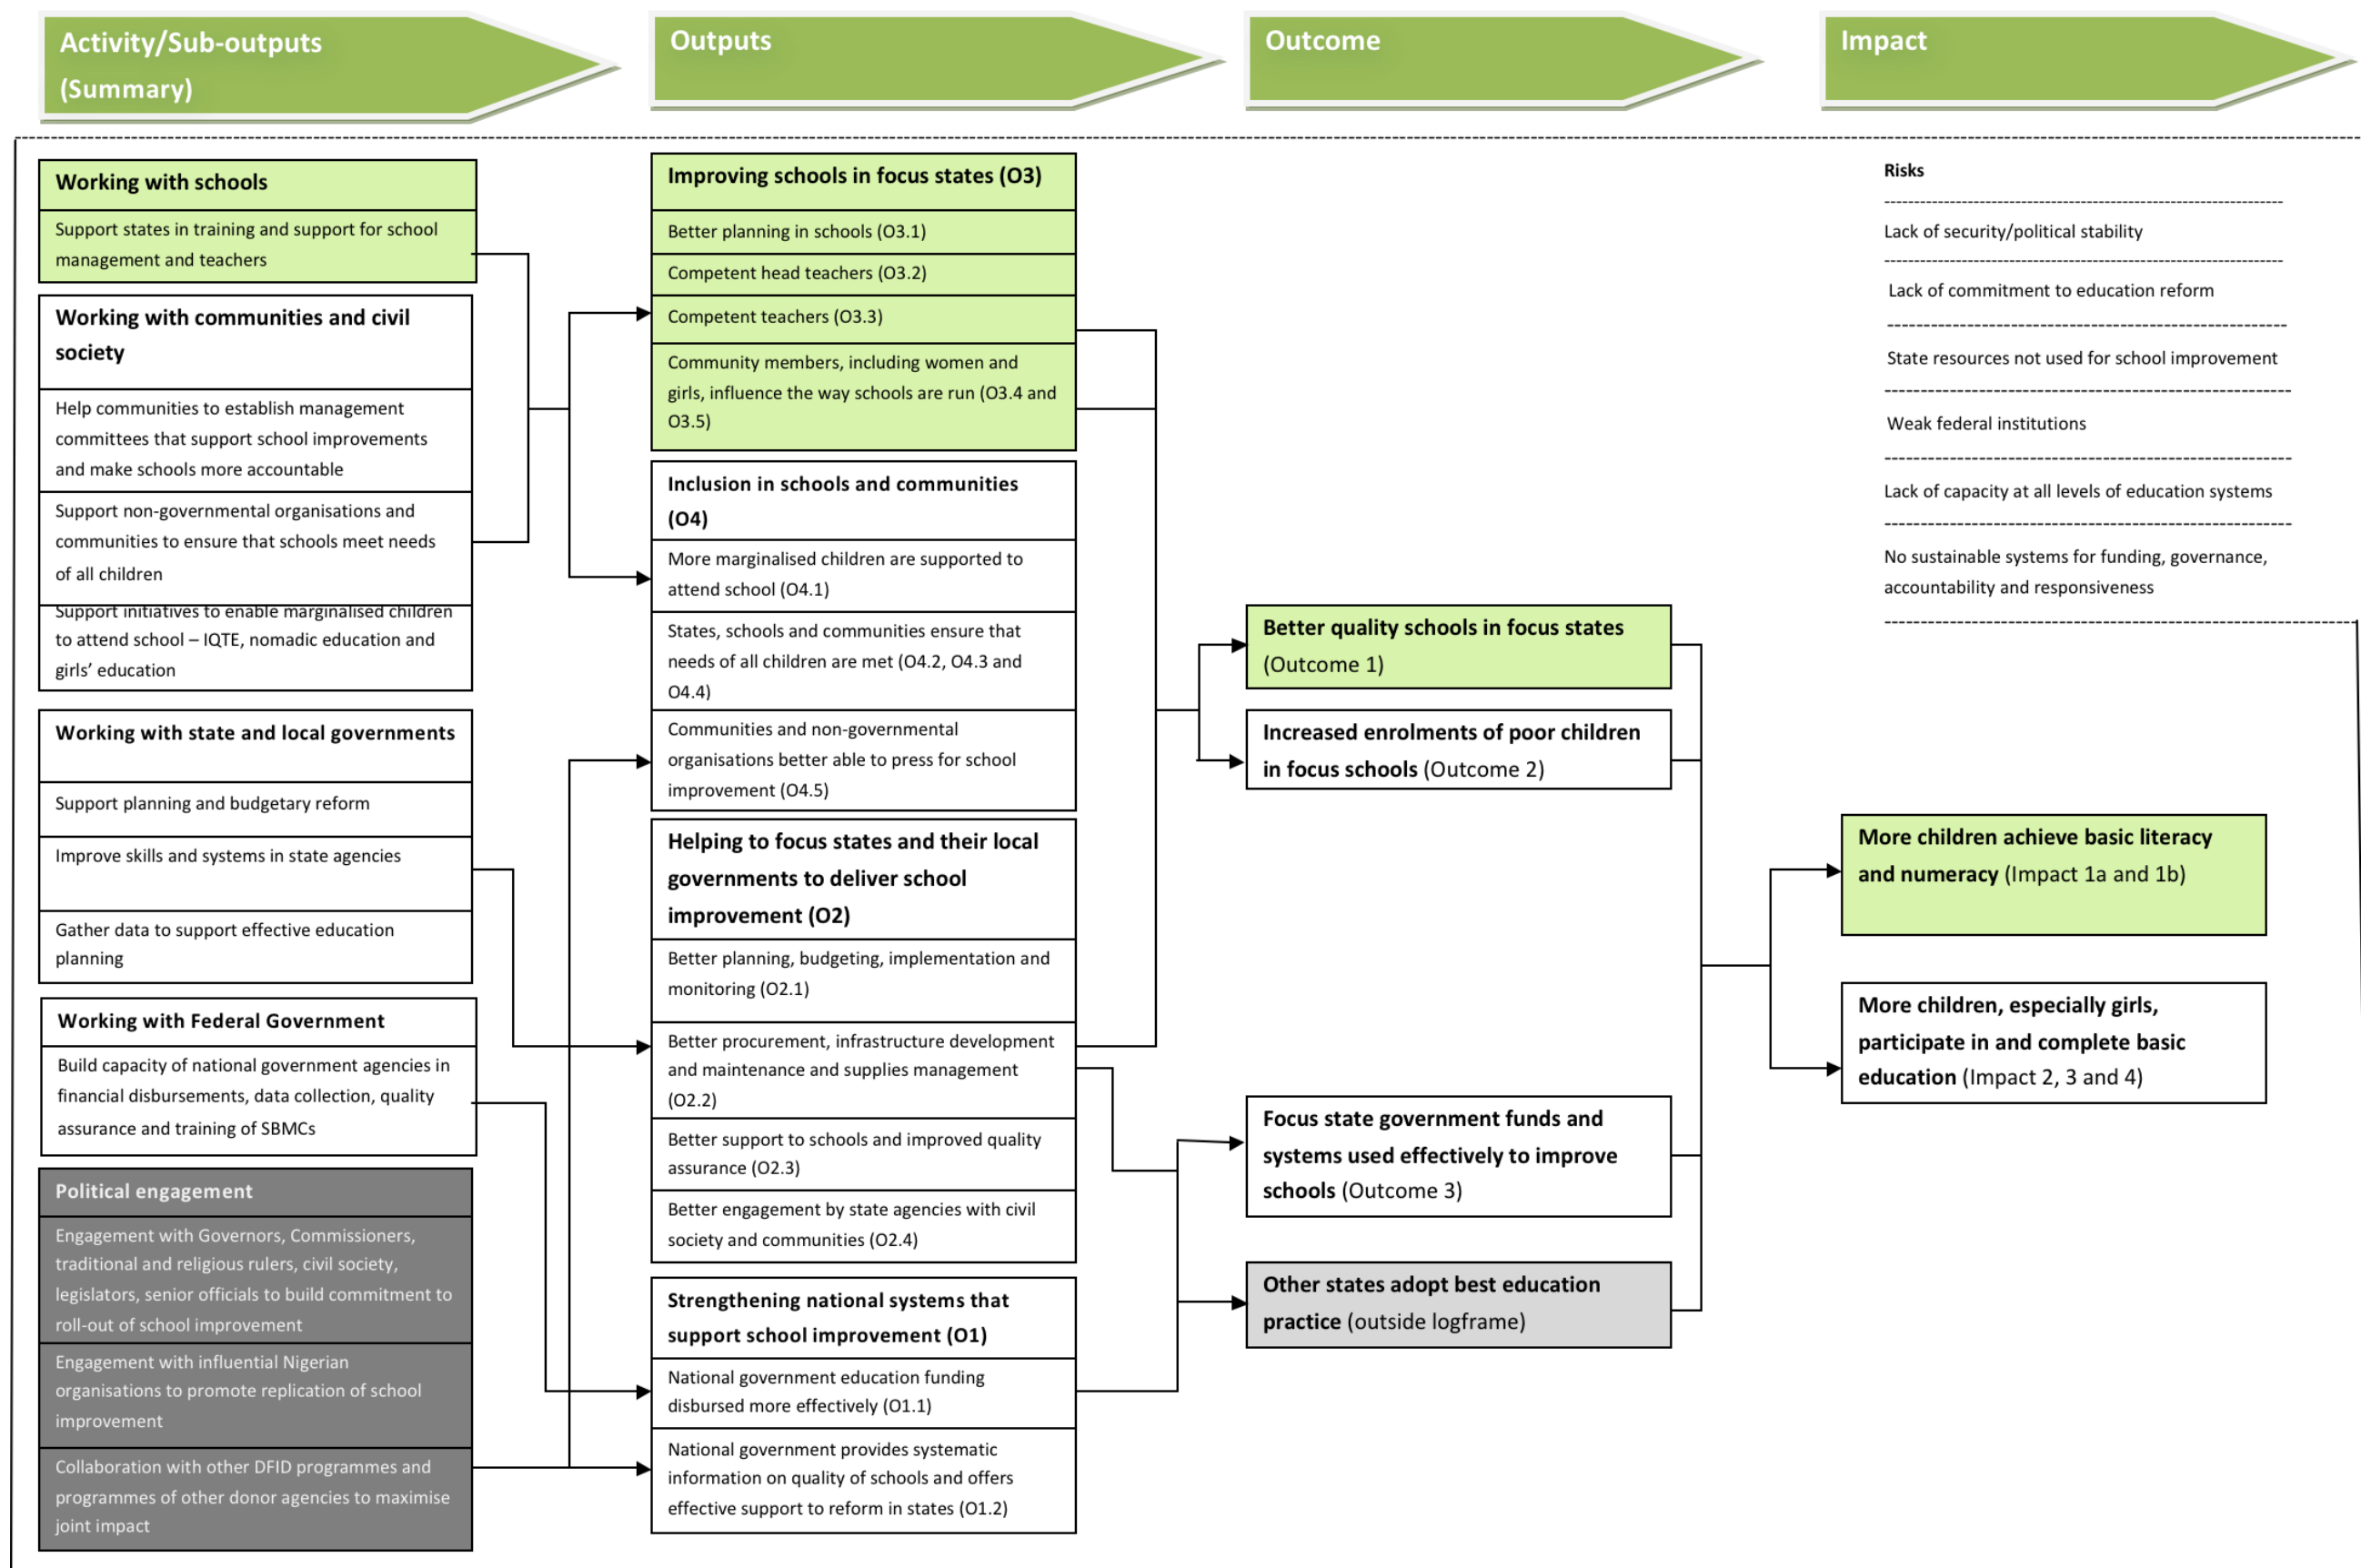 Activity/Sub-outputs
(Summary)
Outputs
Outcome
Impact
Working with schools
Support states in training and support for school
management and teachers
Working with communities and civil
society
Help communities to establish management
committees that support school improvements
and make schools more accountable
Support non-governmental organisations and
communities to ensure that schools meet needs
of all children
Support initiatives to enable marginalised children
to attend school – IQTE, nomadic education and
girls’ education
Working with state and local governments
Support planning and budgetary reform
Improve skills and systems in state agencies
Gather data to support effective education
planning
Working with Federal Government
Build capacity of national government agencies in
financial disbursements, data collection, quality
assurance and training of SBMCs
Political engagement
Engagement with Governors, Commissioners,
traditional and religious rulers, civil society,
legislators, senior officials to build commitment to
roll-out of school improvement
Engagement with influential Nigerian
organisations to promote replication of school
improvement
Collaboration with other DFID programmes and
programmes of other donor agencies to maximise
joint impact
Improving schools in focus states (O3)
Better planning in schools (O3.1)
Competent head teachers (O3.2)
Competent teachers (O3.3)
Community members, including women and
girls, influence the way schools are run (O3.4 and
O3.5)
Inclusion in schools and communities
(O4)
More marginalised children are supported to
attend school (O4.1)
States, schools and communities ensure that
needs of all children are met (O4.2, O4.3 and
O4.4)
Communities and non-governmental
organisations better able to press for school
improvement (O4.5)
Helping to focus states and their local
governments to deliver school
improvement (O2)
Better planning, budgeting, implementation and
monitoring (O2.1)
Better procurement, infrastructure development
and maintenance and supplies management
(O2.2)
Better support to schools and improved quality
assurance (O2.3)
Better engagement by state agencies with civil
society and communities (O2.4)
Strengthening national systems that
support school improvement (O1)
National government education funding
disbursed more effectively (O1.1)
National government provides systematic
information on quality of schools and offers
effective support to reform in states (O1.2)
Better quality schools in focus states
(Outcome 1)
Increased enrolments of poor children
in focus schools (Outcome 2)
Focus state government funds and
systems used effectively to improve
schools (Outcome 3)
Other states adopt best education
practice (outside logframe)
Risks
Lack of security/political stability
Lack of commitment to education reform
State resources not used for school improvement
Weak federal institutions
Lack of capacity at all levels of education systems
No sustainable systems for funding, governance,
accountability and responsiveness
More children achieve basic literacy
and numeracy (Impact 1a and 1b)
More children, especially girls,
participate in and complete basic
education (Impact 2, 3 and 4)